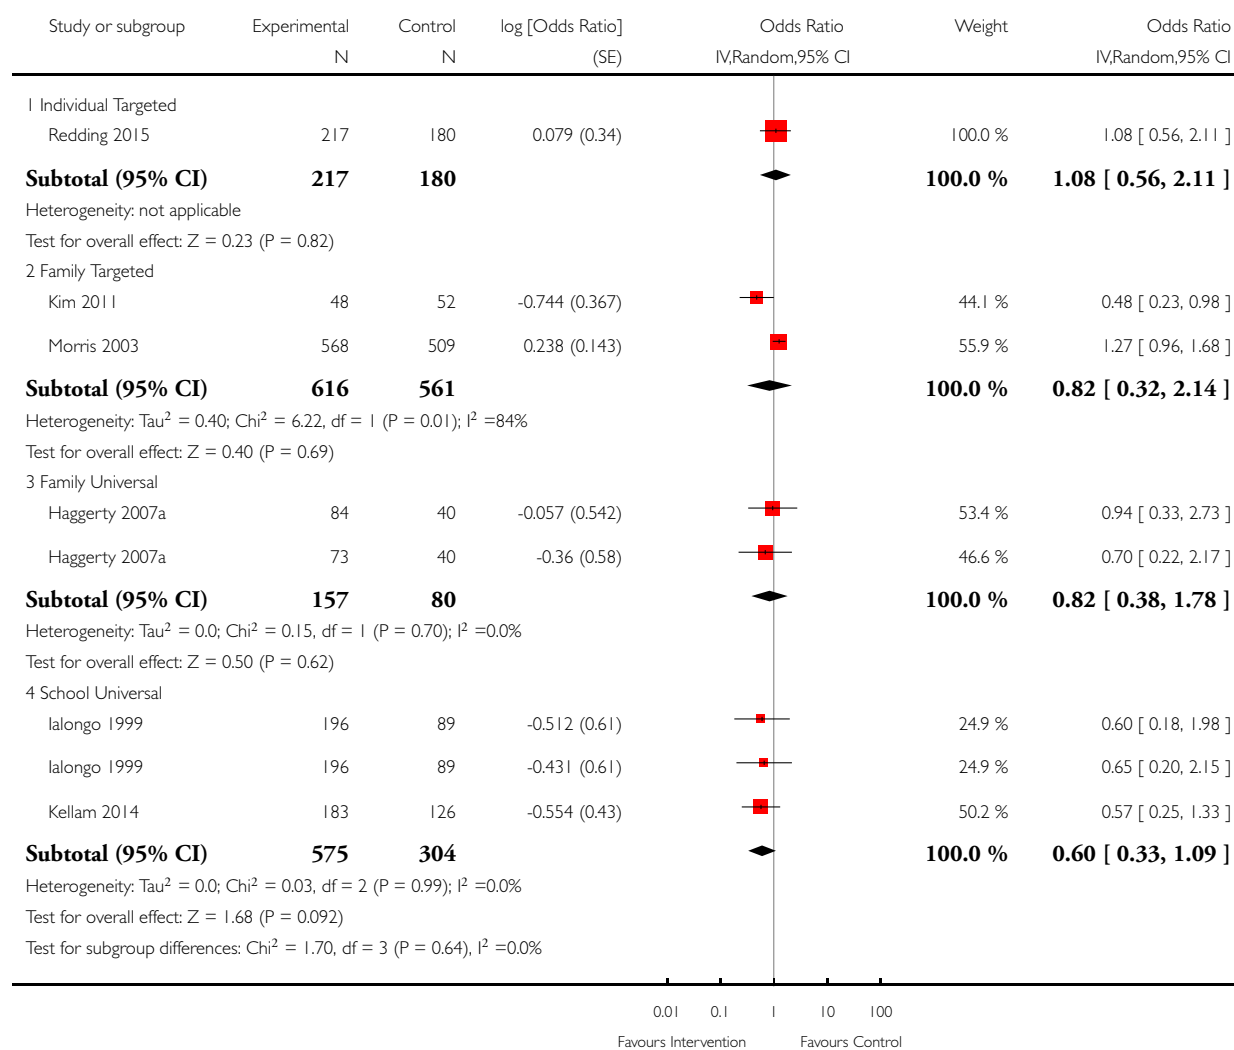 Study or subgroup Experimental Control log [Odds Ratio] Odds Ratio Weight Odds Ratio
N N (SE) IV,Random,95% CI IV,Random,95% CI
1 Individual Targeted
Redding 2015 217 180 0.079 (0.34) 100.0 % 1.08 [ 0.56, 2.11 ]
Subtotal (95% CI) 217 180 100.0 % 1.08 [ 0.56, 2.11 ]
Heterogeneity: not applicable
Test for overall effect: Z = 0.23 (P = 0.82)
2 Family Targeted
Kim 2011 48 52 -0.744 (0.367) 44.1 % 0.48 [ 0.23, 0.98 ]
Morris 2003 568 509 0.238 (0.143) 55.9 % 1.27 [ 0.96, 1.68 ]
Subtotal (95% CI) 616 561 100.0 % 0.82 [ 0.32, 2.14 ]
Heterogeneity: Tau² = 0.40; Chi² = 6.22, df = 1 (P = 0.01); I² =84%
Test for overall effect: Z = 0.40 (P = 0.69)
3 Family Universal
Haggerty 2007a 84 40 -0.057 (0.542) 53.4 % 0.94 [ 0.33, 2.73 ]
Haggerty 2007a 73 40 -0.36 (0.58) 46.6 % 0.70 [ 0.22, 2.17 ]
Subtotal (95% CI) 157 80 100.0 % 0.82 [ 0.38, 1.78 ]
Heterogeneity: Tau² = 0.0; Chi² = 0.15, df = 1 (P = 0.70); I² =0.0%
Test for overall effect: Z = 0.50 (P = 0.62)
4 School Universal
Ialongo 1999 196 89 -0.512 (0.61) 24.9 % 0.60 [ 0.18, 1.98 ]
Ialongo 1999 196 89 -0.431 (0.61) 24.9 % 0.65 [ 0.20, 2.15 ]
Kellam 2014 183 126 -0.554 (0.43) 50.2 % 0.57 [ 0.25, 1.33 ]
Subtotal (95% CI) 575 304 100.0 % 0.60 [ 0.33, 1.09 ]
Heterogeneity: Tau² = 0.0; Chi² = 0.03, df = 2 (P = 0.99); I² =0.0%
Test for overall effect: Z = 1.68 (P = 0.092)
Test for subgroup differences: Chi² = 1.70, df = 3 (P = 0.64), I² =0.0%
0.01 0.1 1 10 100
Favours Intervention Favours Control